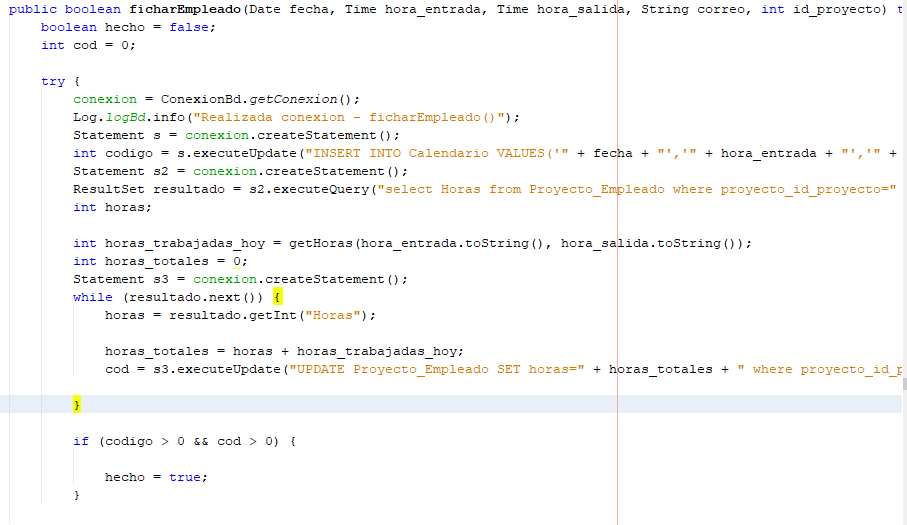 public boolean ficharEmpleado(Date fecha, Time hora_entrada, Time hora_salida, String correo, int id_proyecto) t
boolean hecho = false;
int cod = 0;
try {
conexion = ConexionBd.getConexion();
Log.logBd.info("Realizada conexion - ficharEmpleado()");
Statement s = conexion.createStatement();
int codigo = s.executeUpdate("INSERT INTO Calendario VALUES('" + fecha + "','" + hora_entrada + "','" +
Statement s2 = conexion.createStatement();
ResultSet resultado = s2.executeQuery("select Horas from Proyecto_Empleado where proyecto_id_proyecto="
int horas;
int horas_trabajadas_hoy = getHoras(hora_entrada.toString(), hora_salida.toString());
int horas_totales = 0;
Statement s3 = conexion.createStatement();
while (resultado.next()) {
horas = resultado.getInt("Horas");
horas_totales = horas + horas_trabajadas_hoy;
cod = s3.executeUpdate("UPDATE Proyecto_Empleado SET horas=" + horas_totales + " where proyecto_id_p
}
if (codigo > 0 && cod > 0) {
hecho = true;
}